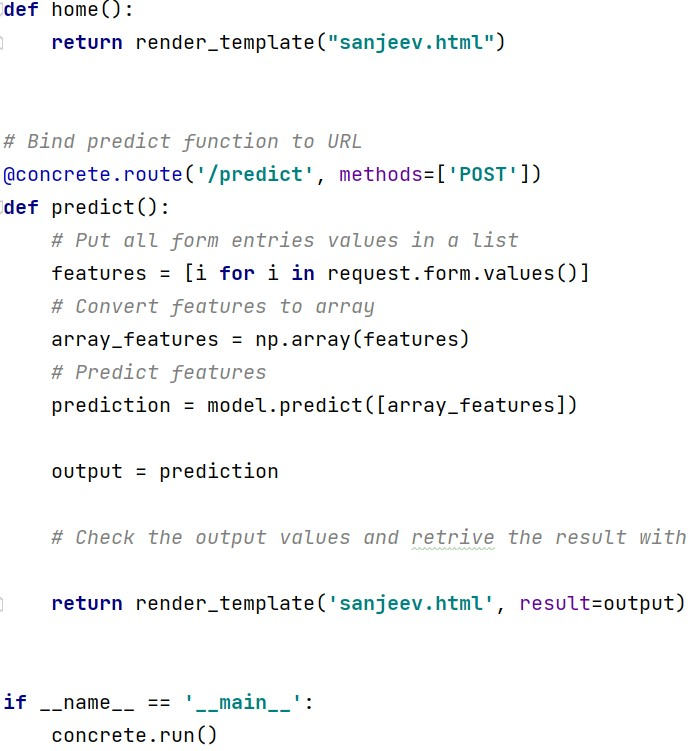 def home():
    return render_template("sanjeev.html")
# Bind predict function to URL
@concrete.route('/predict', methods=['POST'])
def predict():
    # Put all form entries values in a list
    features = [i for i in request.form.values()]
    # Convert features to array
    array_features = np.array(features)
    # Predict features
    prediction = model.predict([array_features])
    output = prediction
    # Check the output values and retrive the result with
    return render_template('sanjeev.html', result=output)
if __name__ == '__main__':
    concrete.run()